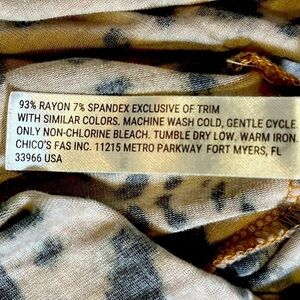 93% RAYON 7% SPANDEX EXCLUSIVE OF TRIM
WITH SIMILAR COLORS. MACHINE WASH COLD, GENTLE CYCLE.
ONLY NON-CHLORINE BLEACH. TUMBLE DRY LOW. WARM IRON.
CHICO'S FAS INC. 11215 METRO PARKWAY FORT MYERS, FL
33966 USA